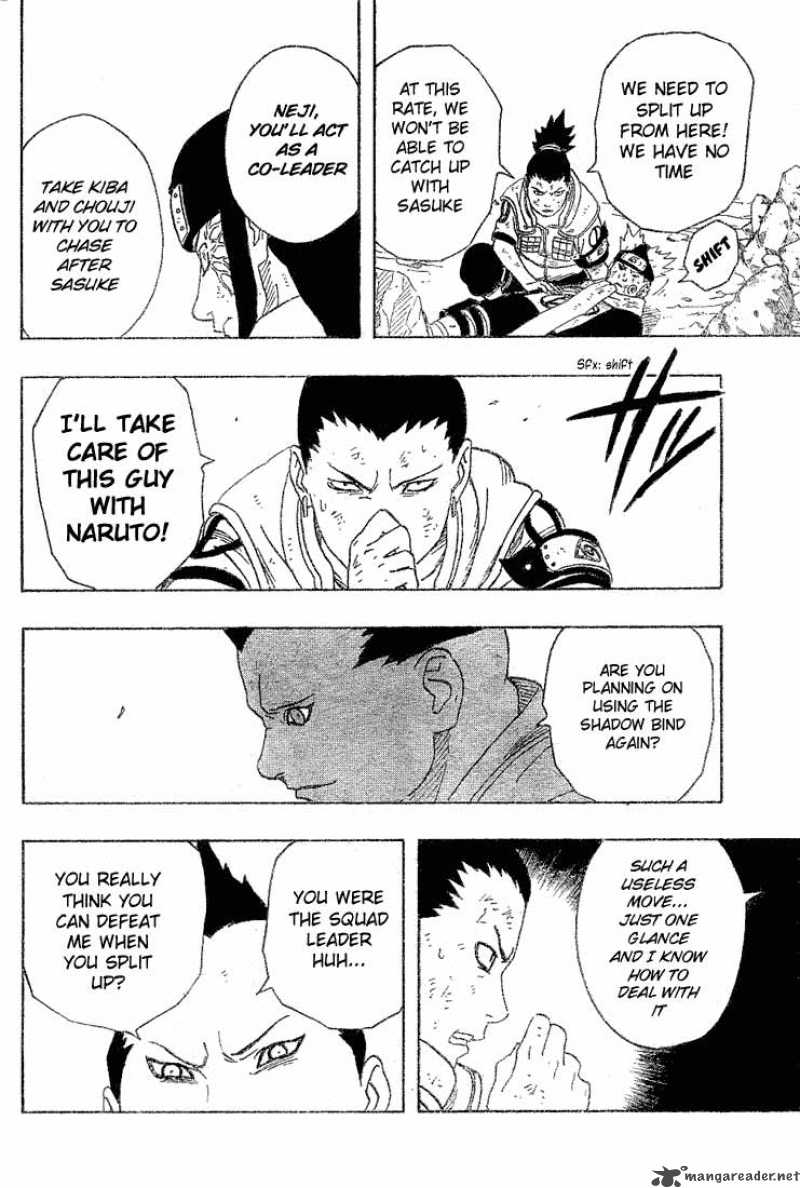 WE NEED TO
SPLIT UP
FROM HERE!
WE HAVE NO
TIME
AT THIS
RATE, WE
WON'T BE
ABLE TO
CATCH UP
WITH
SASUKE
SHIFT
NEJI,
YOU'LL ACT
AS A
CO-LEADER
TAKE KIBA
AND CHOUJI
WITH YOU TO
CHASE
AFTER
SASUKE
Sfx: shift
I'LL TAKE
CARE OF
THIS GUY
WITH
NARUTO!
ARE YOU
PLANNING ON
USING THE
SHADOW BIND
AGAIN?
SUCH A
USELESS
MOVE...
JUST ONE
GLANCE
AND I KNOW
HOW TO
DEAL WITH
IT
YOU WERE
THE SQUAD
LEADER
HUH...
YOU REALLY
THINK YOU
CAN DEFEAT
ME WHEN
YOU SPLIT
UP?
mangareader.net